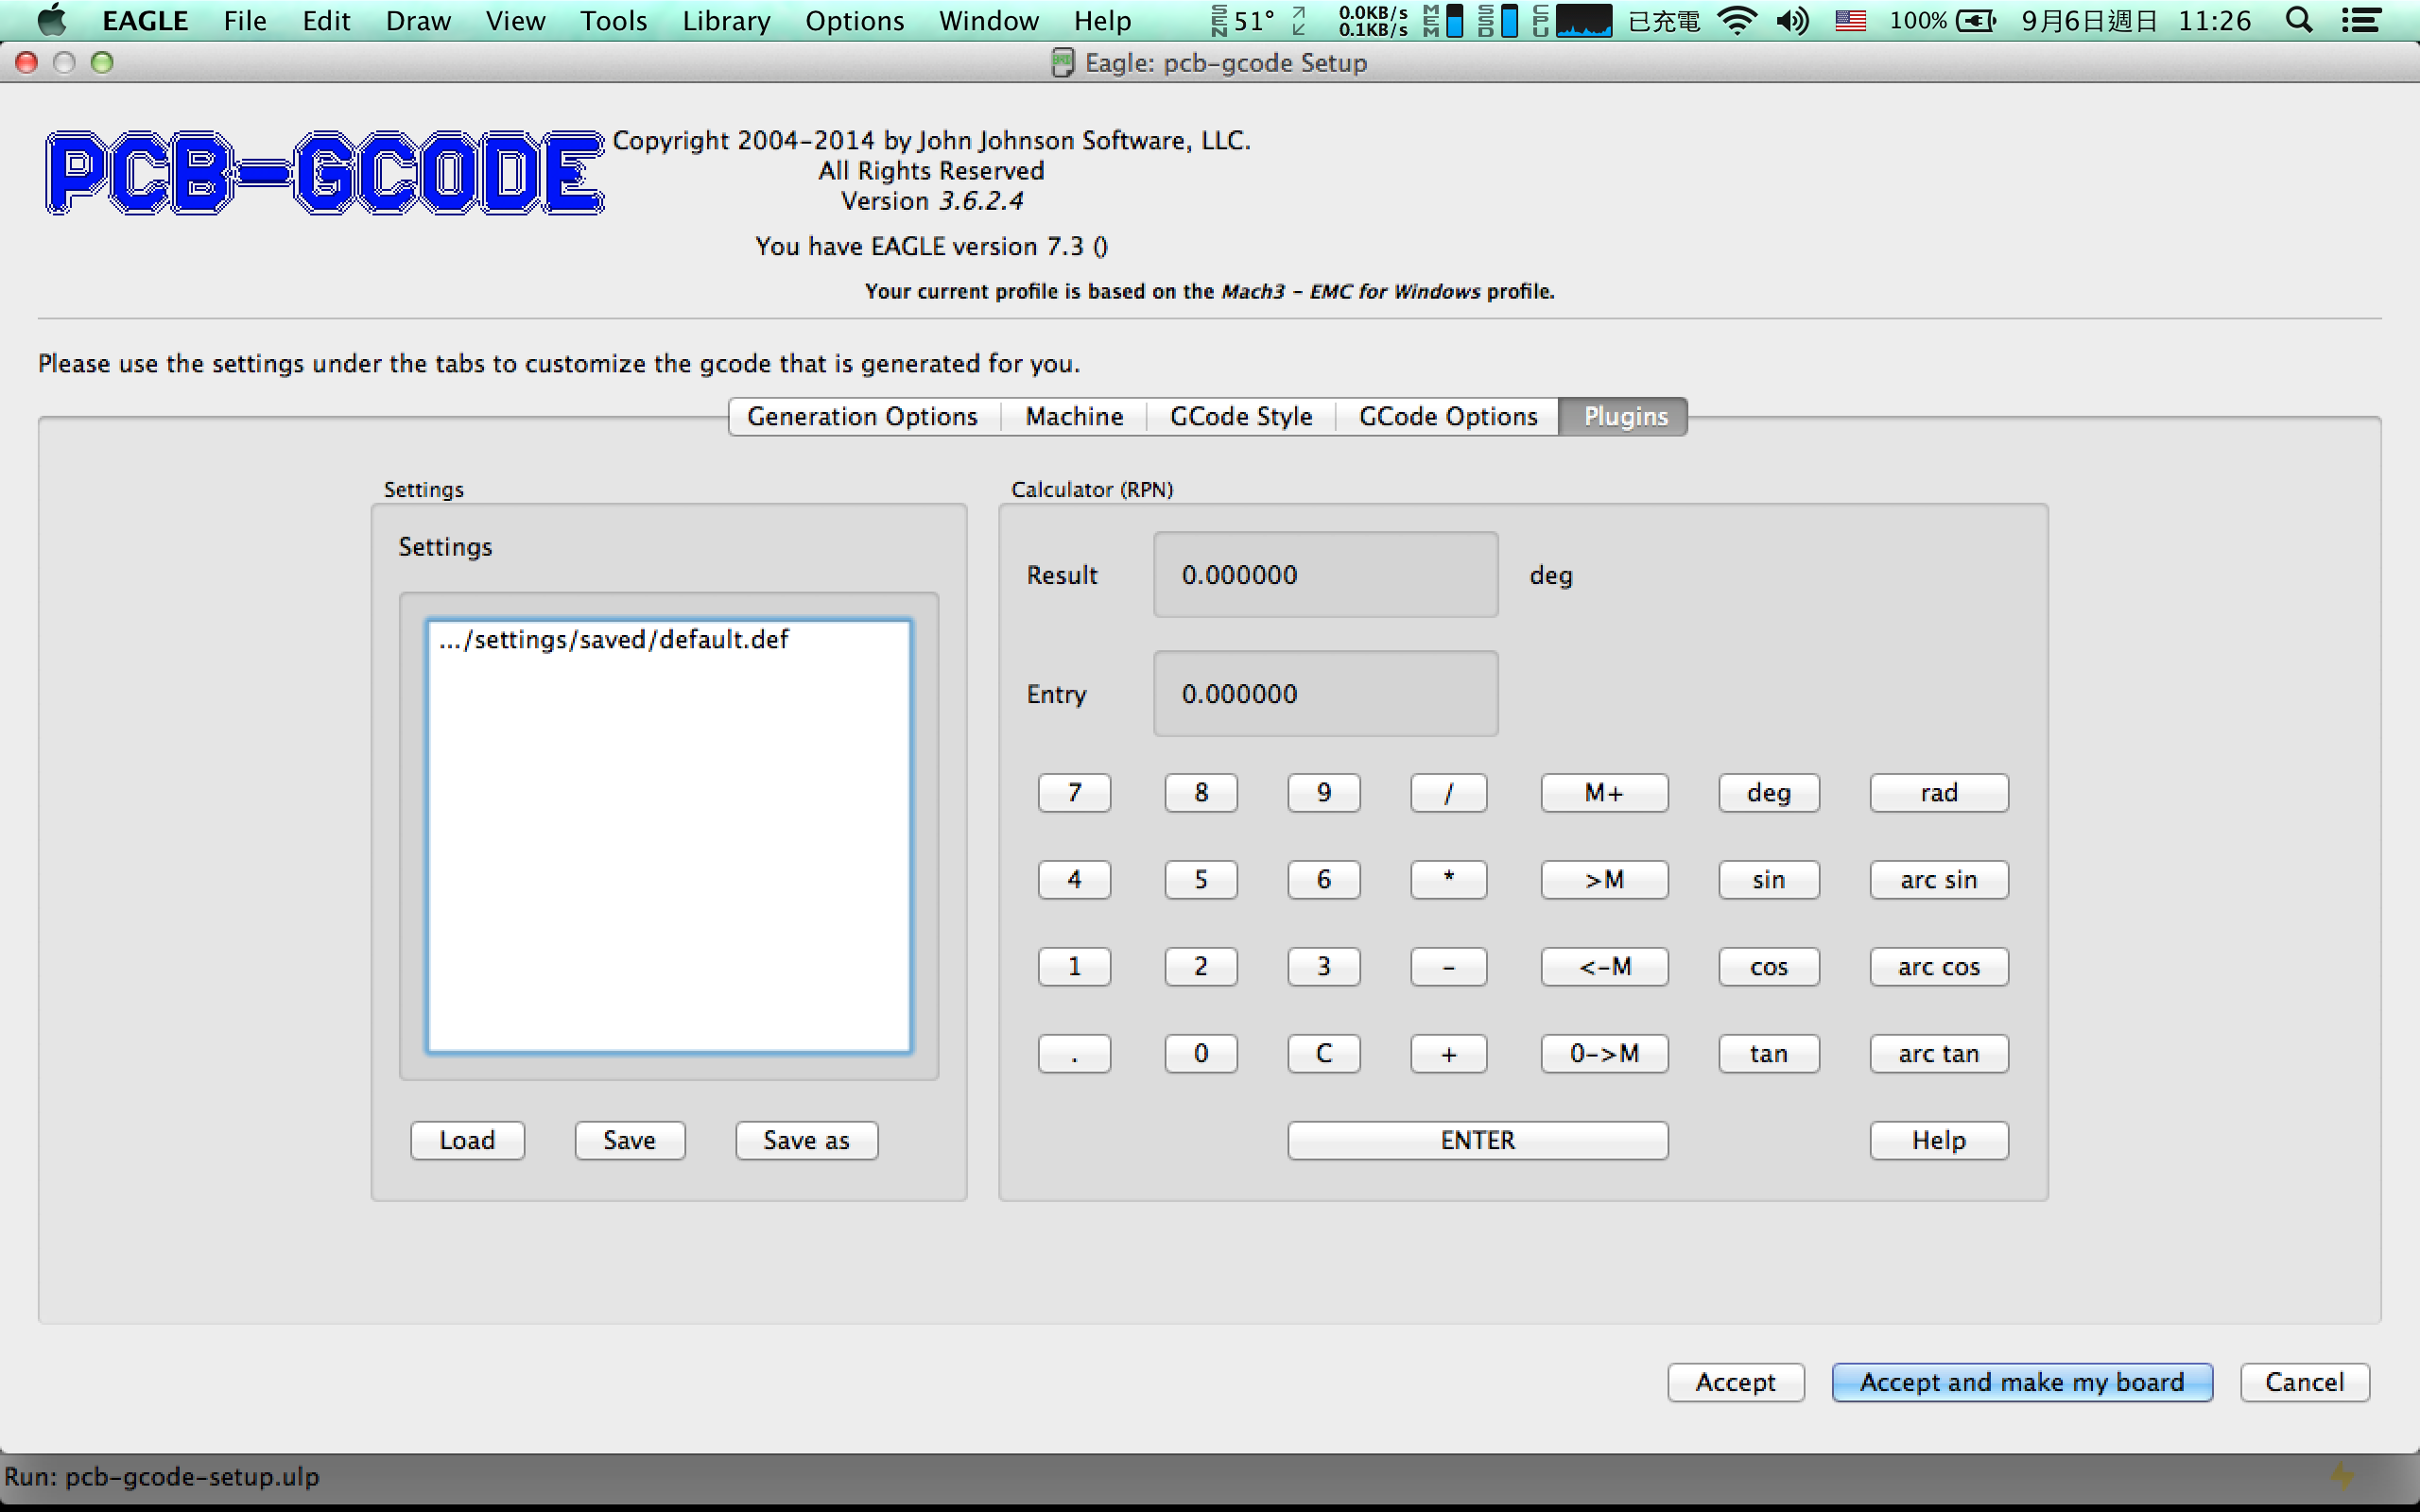 EAGLE File Edit Draw View Tools Library Options Window Help SEN 51° 0.0KB/s 0.1KB/s MEM SSD CPU 已充電 100% 9月6日週日 11:26
Eagle: pcb-gcode Setup
PCB-GCODE
Copyright 2004-2014 by John Johnson Software, LLC.
All Rights Reserved
Version 3.6.2.4
You have EAGLE version 7.3 ()
Your current profile is based on the Mach3 - EMC for Windows profile.
Please use the settings under the tabs to customize the gcode that is generated for you.
Generation Options Machine GCode Style GCode Options Plugins
Settings
Settings
.../settings/saved/default.def
Load Save Save as
Calculator (RPN)
Result 0.000000 deg
Entry 0.000000
7 8 9 / M+ deg rad
4 5 6 * >M sin arc sin
1 2 3 - <-M cos arc cos
. 0 C + 0->M tan arc tan
ENTER Help
Accept Accept and make my board Cancel
Run: pcb-gcode-setup.ulp